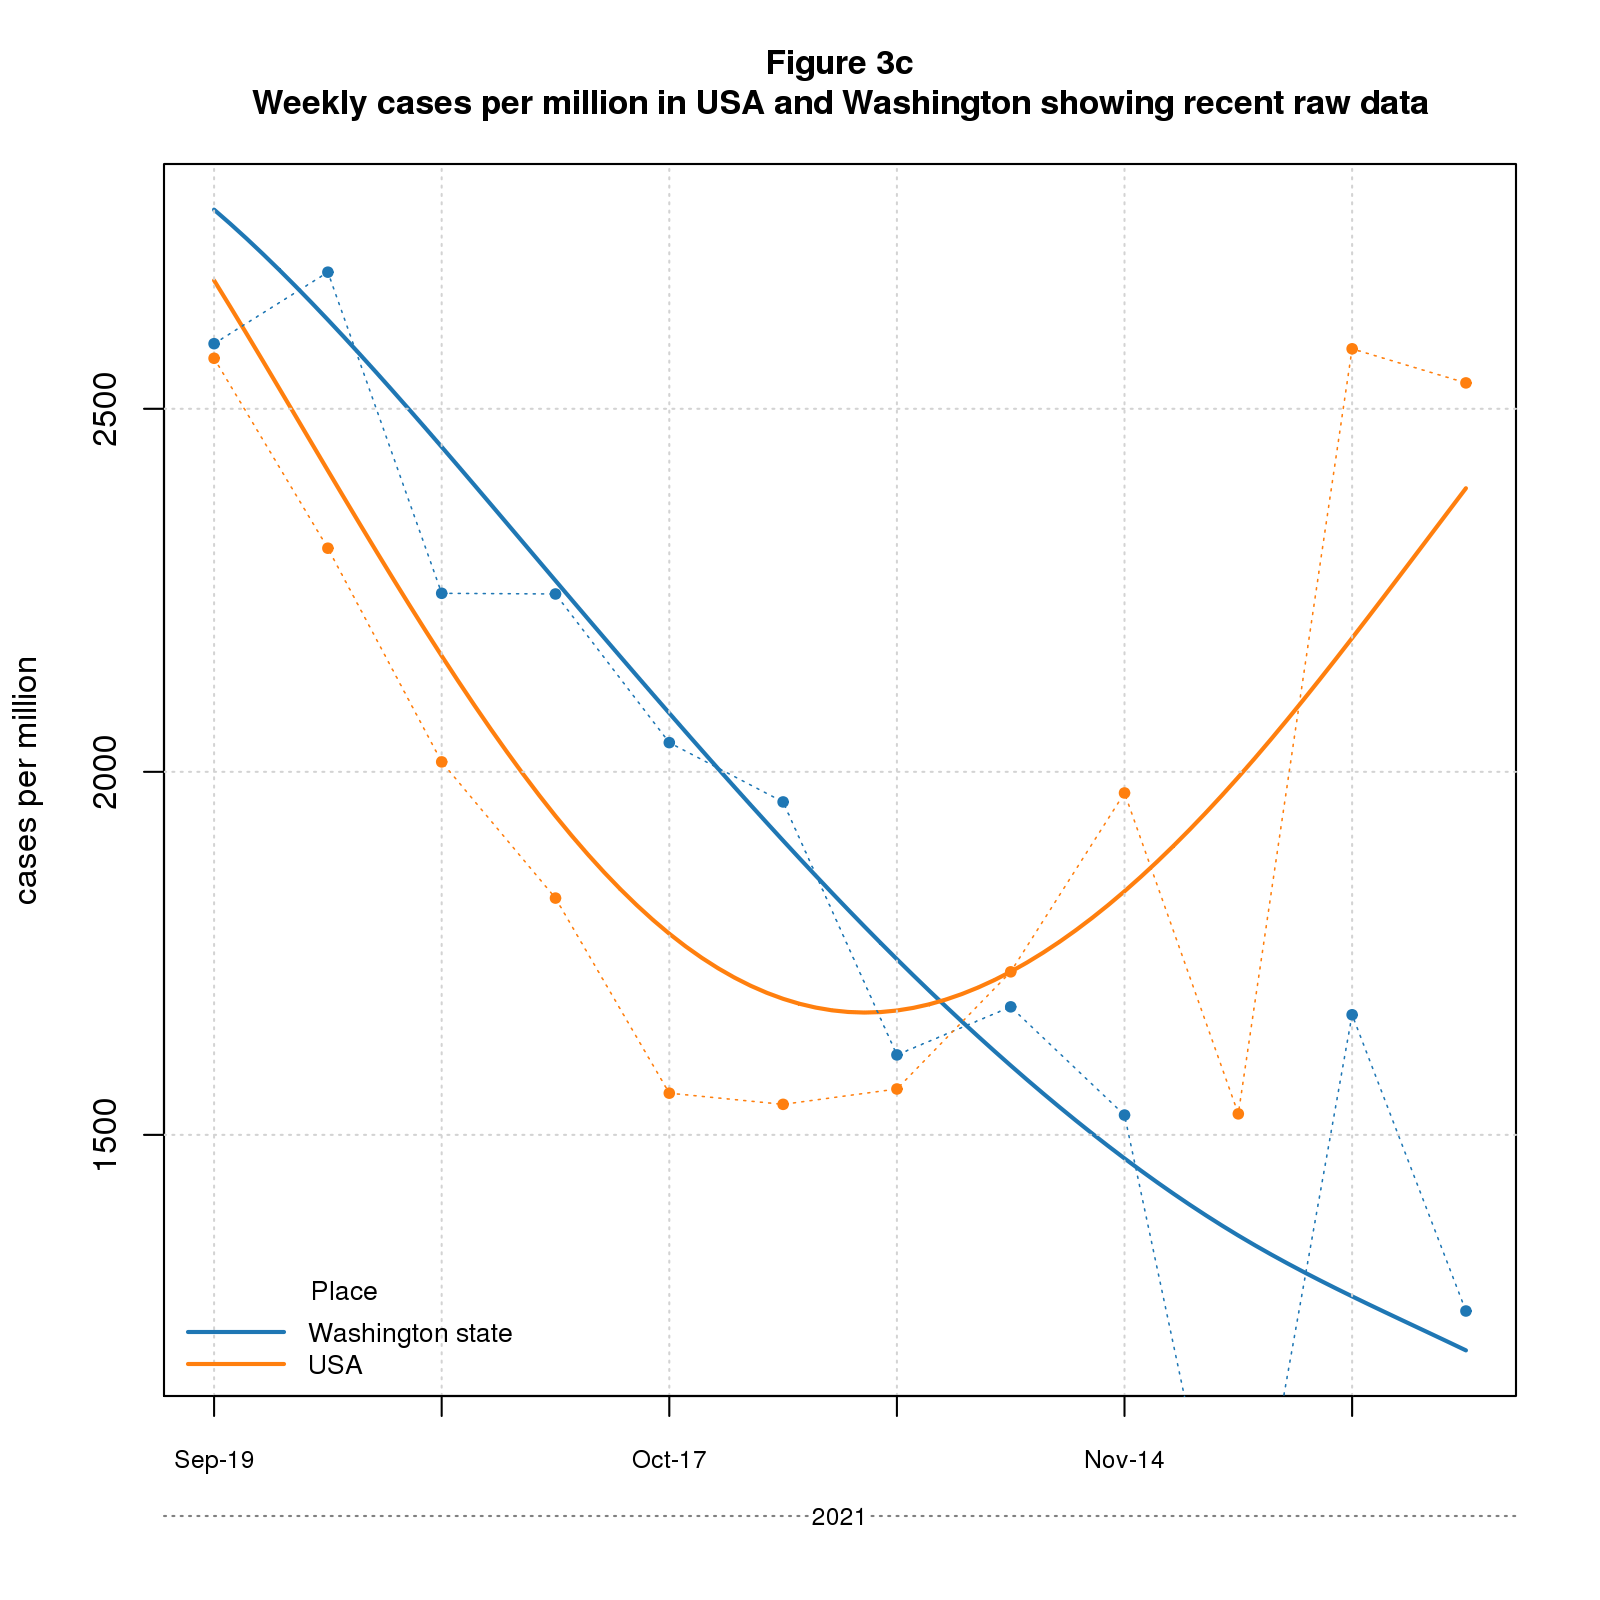 Figure 3c
Weekly cases per million in USA and Washington showing recent raw data
cases per million
2500
2000
1500
Place
Washington state
USA
Sep-19
Oct-17
Nov-14
2021